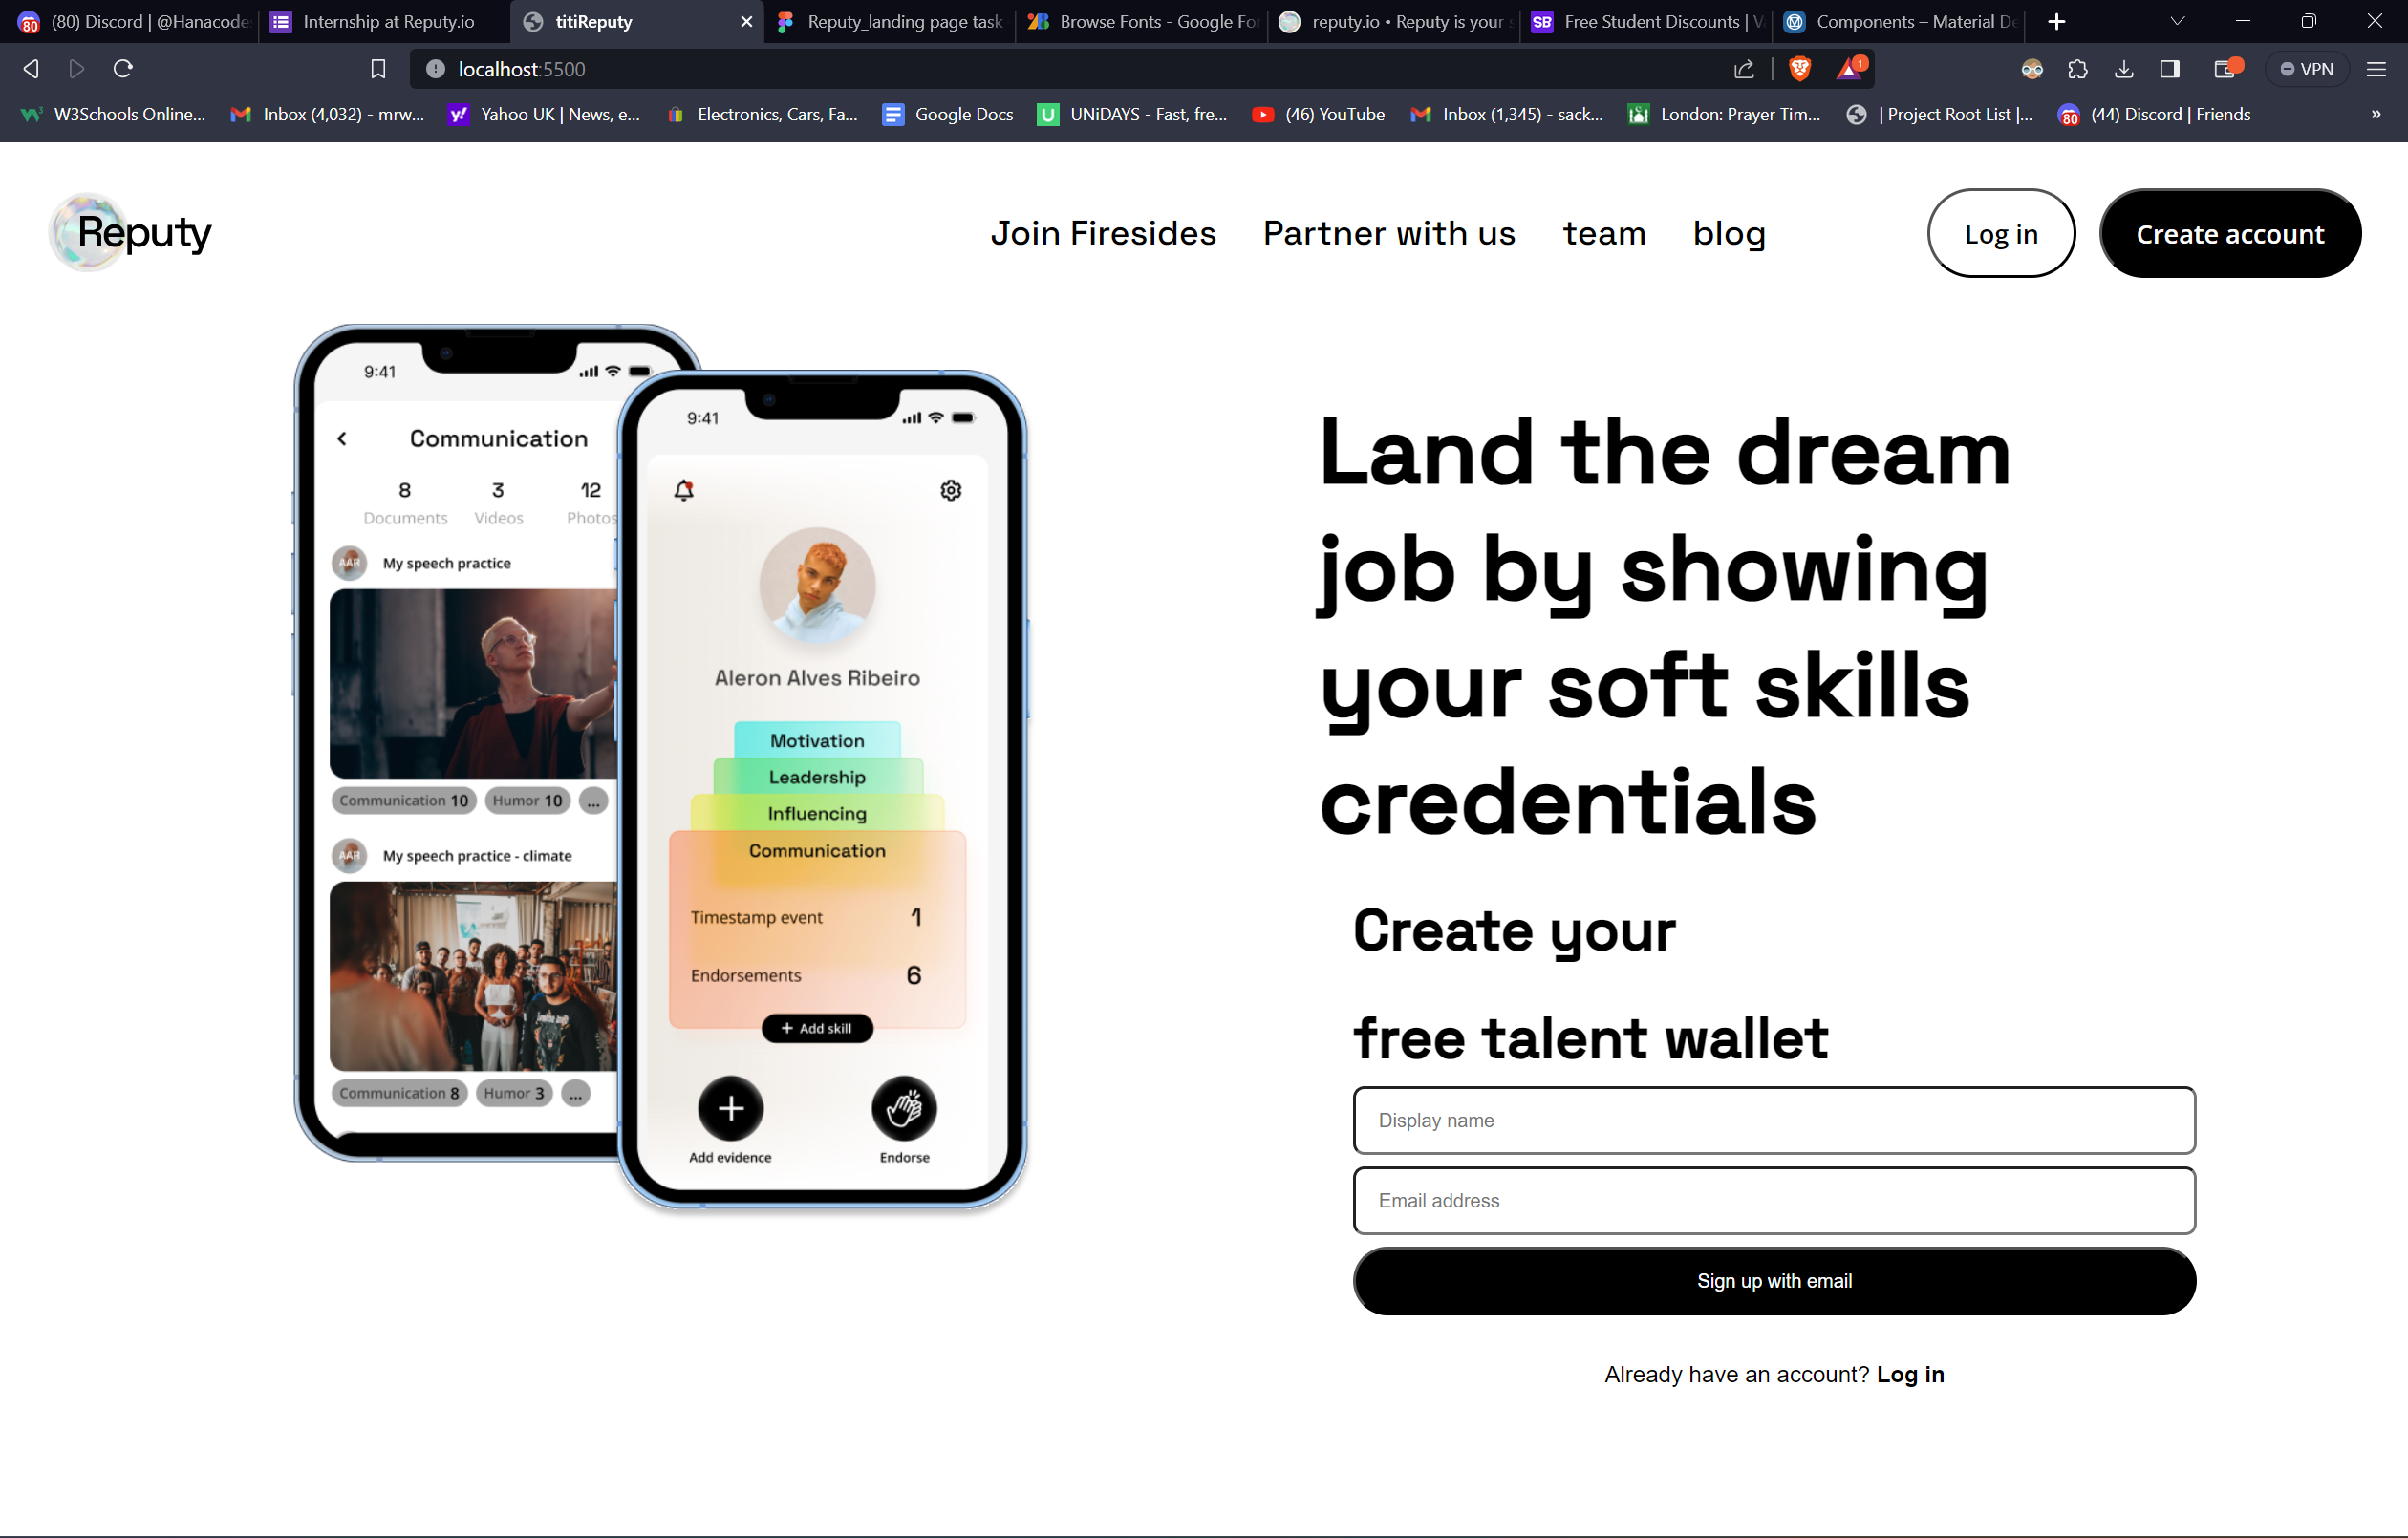 (80) Discord | @Hanacode
Internship at Reputy.io
titiReputy
Reputy_landing page task
Browse Fonts - Google Fo
reputy.io • Reputy is your s
Free Student Discounts | V
Components – Material De
localhost:5500
1
VPN
W3Schools Online...
Inbox (4,032) - mrw...
Yahoo UK | News, e...
Electronics, Cars, Fa...
Google Docs
UNiDAYS - Fast, fre...
(46) YouTube
Inbox (1,345) - sack...
London: Prayer Tim...
| Project Root List |...
(44) Discord | Friends
»
Reputy
Join Firesides
Partner with us
team
blog
Log in
Create account
9:41
Communication
8 3 12
Documents Videos Photos
AAR My speech practice
Communication 10 Humor 10 ...
AAR My speech practice - climate
Communication 8 Humor 3 ...
9:41
Aleron Alves Ribeiro
Motivation
Leadership
Influencing
Communication
Timestamp event 1
Endorsements 6
+ Add skill
Add evidence Endorse
Land the dream
job by showing
your soft skills
credentials
Create your
free talent wallet
Display name
Email address
Sign up with email
Already have an account? Log in